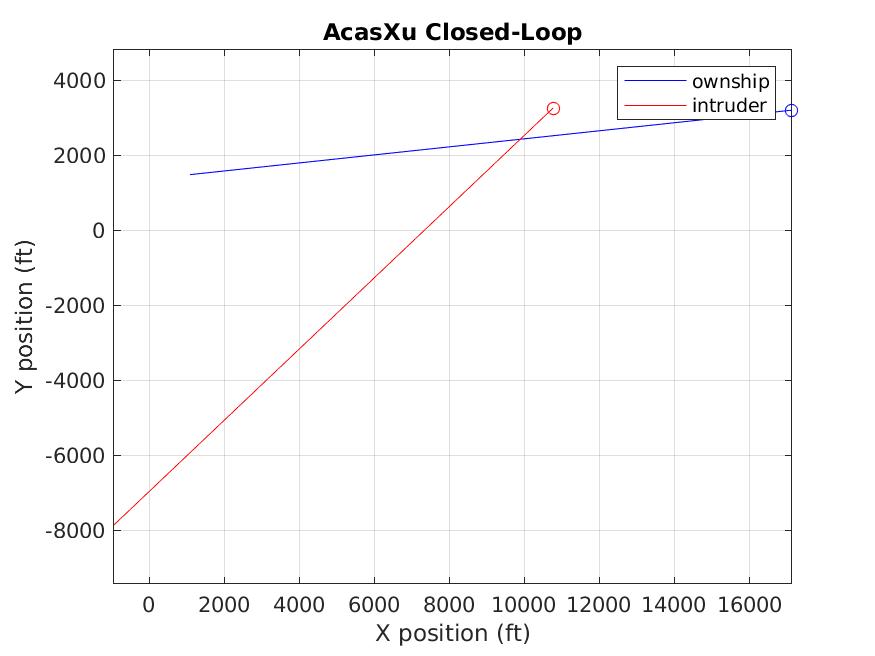 AcasXu Closed-Loop
ownship
intruder
4000
2000
0
-2000
-4000
-6000
-8000
Y position (ft)
0 2000 4000 6000 8000 10000 12000 14000 16000
X position (ft)